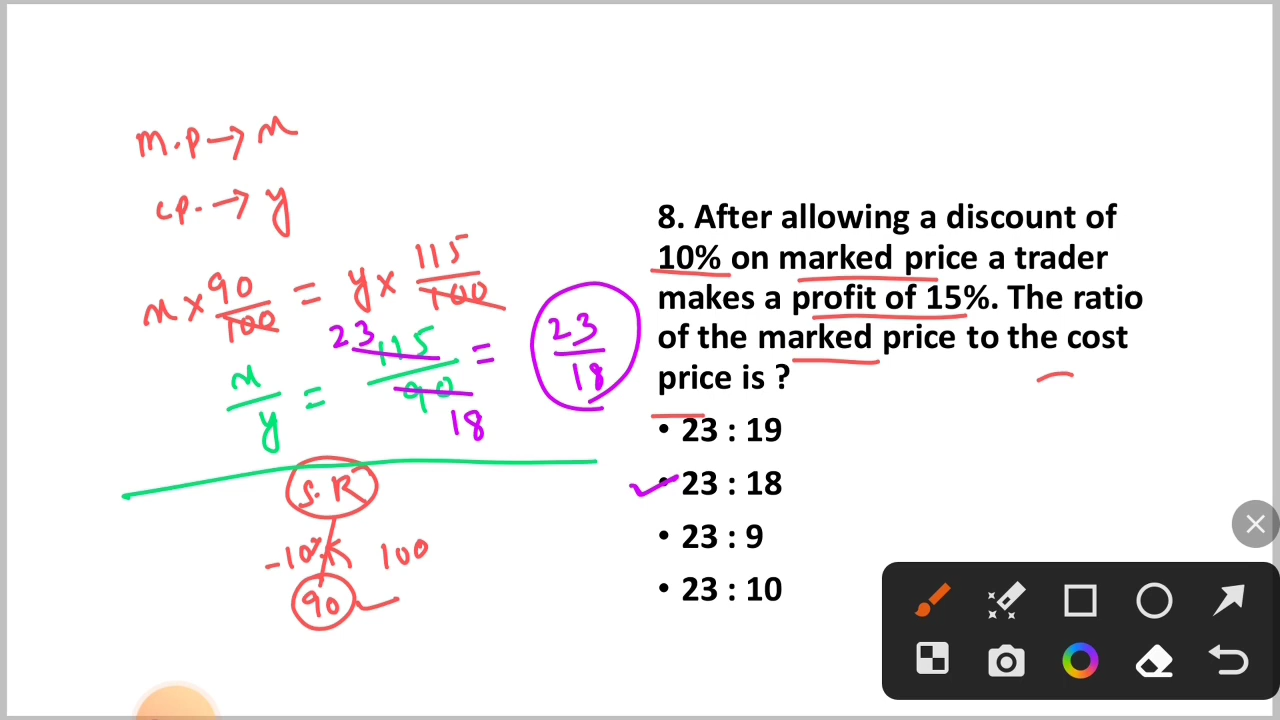 m.p → x
c.p. → y
x × 90/100 = y × 115/100
x/y = 115/90 = 23/18
23
18
S.P
-10% 100
90
8. After allowing a discount of
10% on marked price a trader
makes a profit of 15%. The ratio
of the marked price to the cost
price is ?
• 23 : 19
• 23 : 18
• 23 : 9
• 23 : 10